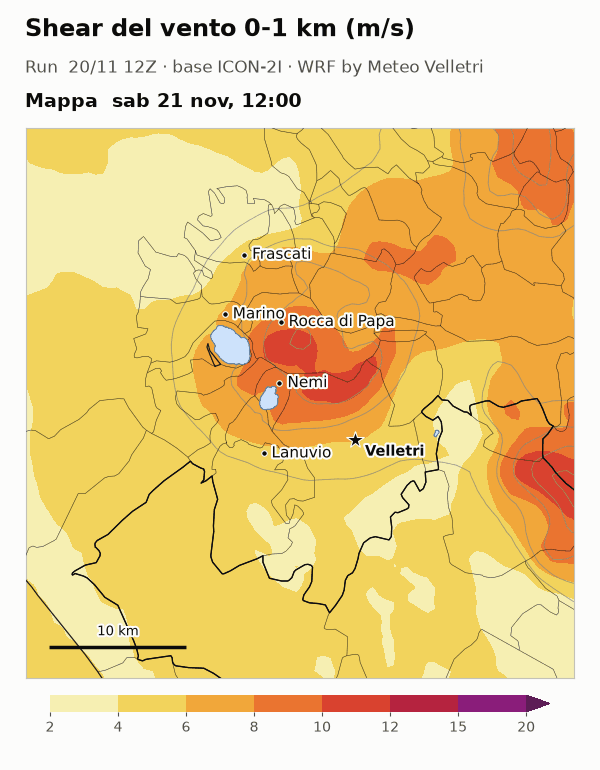 Shear del vento 0-1 km (m/s)
Run  20/11 12Z · base ICON-2I · WRF by Meteo Velletri
Mappa  sab 21 nov, 12:00
Frascati
Marino
Rocca di Papa
Nemi
Velletri
Lanuvio
10 km
2 4 6 8 10 12 15 20